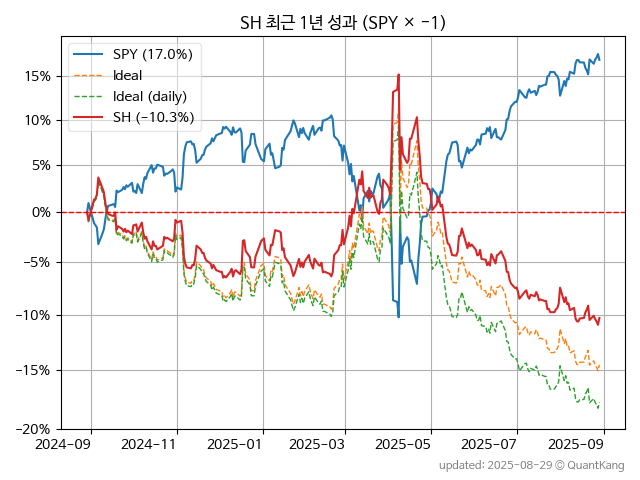 SH 최근 1년 성과 (SPY × −1)
SPY (17.0%)
Ideal
Ideal (daily)
SH (−10.3%)
15%
10%
5%
0%
−5%
−10%
−15%
−20%
2024-09 2024-11 2025-01 2025-03 2025-05 2025-07 2025-09
updated: 2025-08-29 © QuantKang